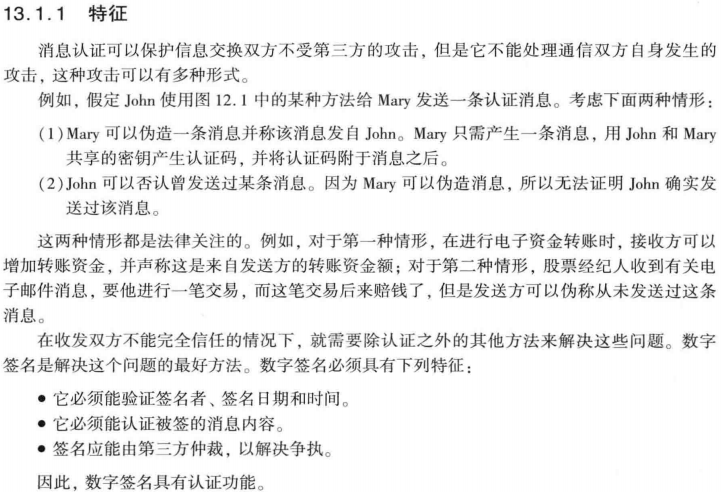 13.1.1 特征
消息认证可以保护信息交换双方不受第三方的攻击，但是它不能处理通信双方自身发生的
攻击，这种攻击可以有多种形式。
例如，假定 John 使用图 12.1 中的某种方法给 Mary 发送一条认证消息。考虑下面两种情形：
(1) Mary 可以伪造一条消息并称该消息发自 John。Mary 只需产生一条消息，用 John 和 Mary
共享的密钥产生认证码，并将认证码附于消息之后。
(2) John 可以否认曾发送过某条消息。因为 Mary 可以伪造消息，所以无法证明 John 确实发
送过该消息。
这两种情形都是法律关注的。例如，对于第一种情形，在进行电子资金转账时，接收方可以
增加转账资金，并声称这是来自发送方的转账资金额；对于第二种情形，股票经纪人收到有关电
子邮件消息，要他进行一笔交易，而这笔交易后来赔钱了，但是发送方可以伪称从未发送过这条
消息。
在收发双方不能完全信任的情况下，就需要除认证之外的其他方法来解决这些问题。数字
签名是解决这个问题的最好方法。数字签名必须具有下列特征：
● 它必须能验证签名者、签名日期和时间。
● 它必须能认证被签的消息内容。
● 签名应能由第三方仲裁，以解决争执。
因此，数字签名具有认证功能。